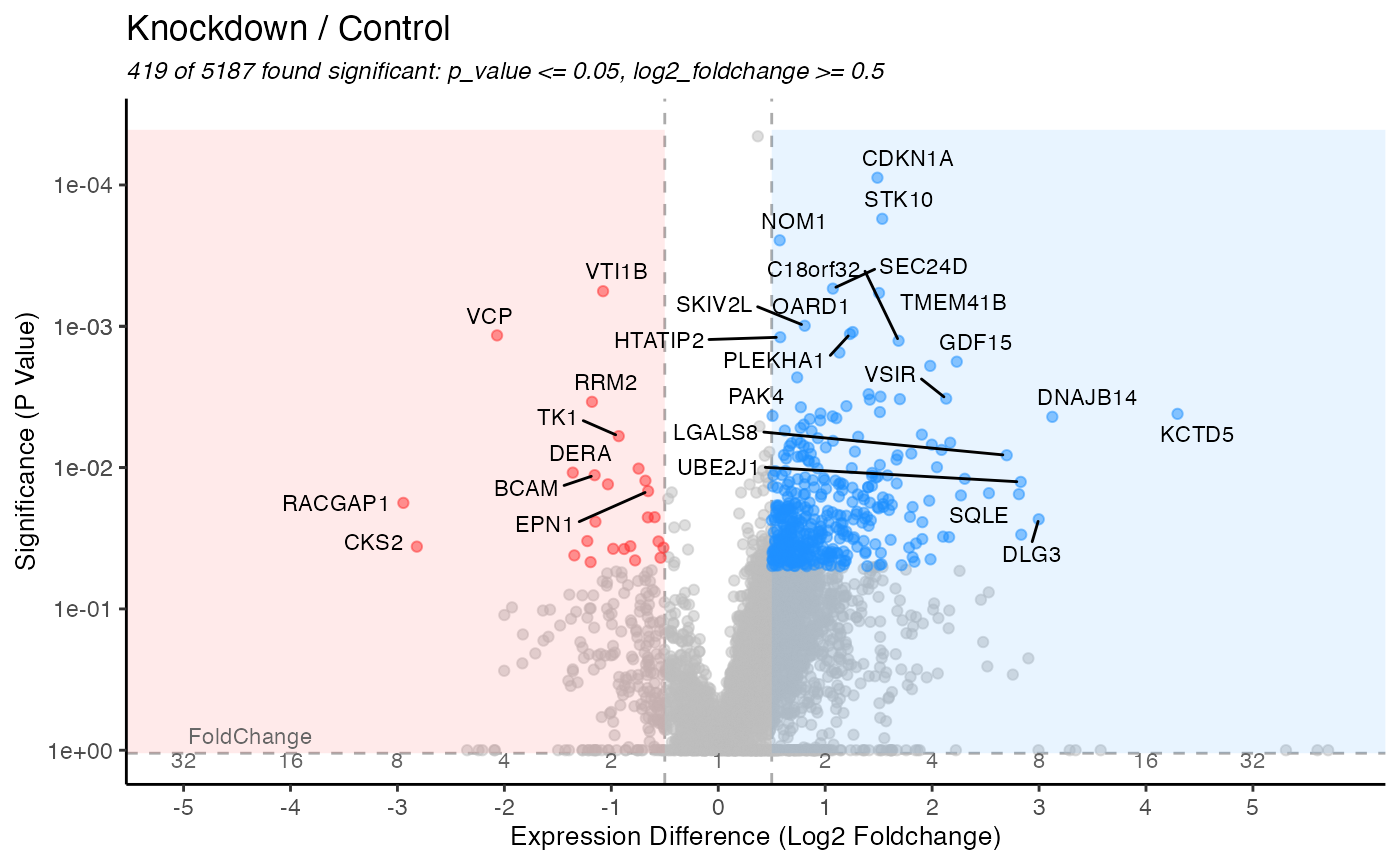 Knockdown / Control
419 of 5187 found significant: p_value <= 0.05, log2_foldchange >= 0.5
CDKN1A
1e-04
STK10
NOM1
VTI1B
C18orf32
SEC24D
SKIV2L
OARD1
TMEM41B
VCP
1e-03
HTATIP2
GDF15
PLEKHA1
VSIR
RRM2
PAK4
DNAJB14
TK1
LGALS8
KCTD5
DERA
1e-02
UBE2J1
BCAM
RACGAP1
SQLE
EPN1
CKS2
DLG3
1e-01
FoldChange
1e+00
32 16 8 4 2 1 2 4 8 16 32
-5 -4 -3 -2 -1 0 1 2 3 4 5
Expression Difference (Log2 Foldchange)
Significance (P Value)